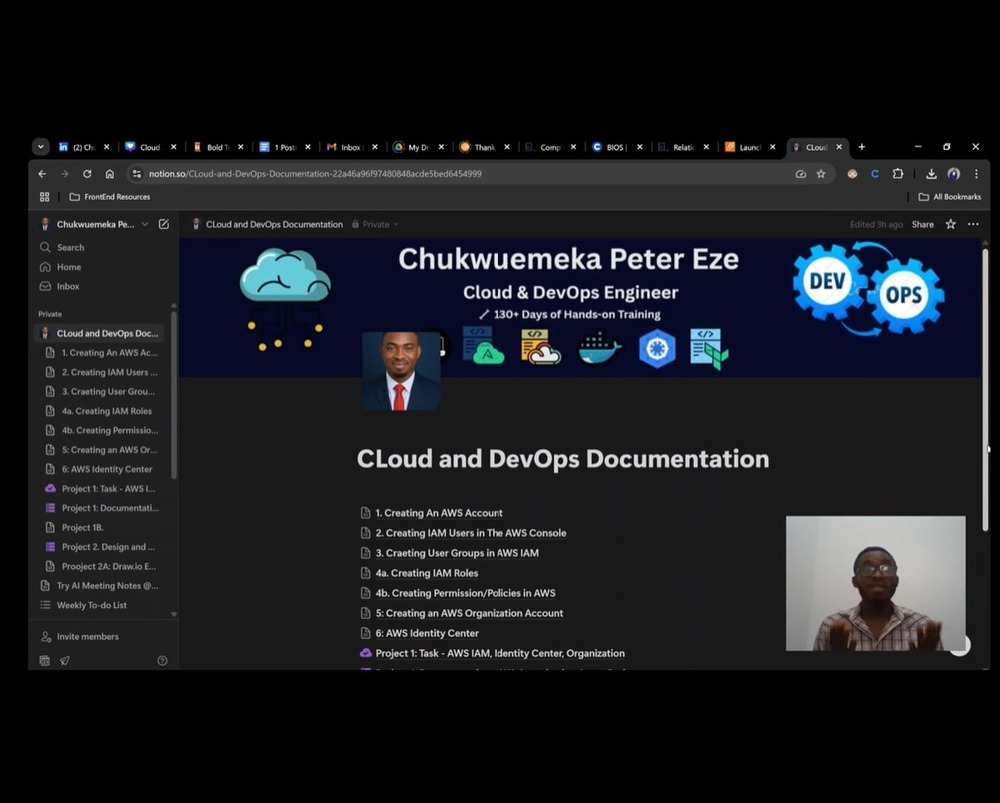 (2) Ch
Cloud
Bold T
1 Post
Inbox
My Dr
Thank
Comp
BIOS |
Relatio
Launc
CLoud
notion.so/CLoud-and-DevOps-Documentation-22a46a96f97480848acde5bed6454999
FrontEnd Resources
All Bookmarks
Chukwuemeka Pe...
CLoud and DevOps Documentation
Private
Edited 3h ago
Share
Search
Home
Inbox
Private
CLoud and DevOps Doc...
1. Creating An AWS Ac...
2. Creating IAM Users ...
3. Craeting User Grou...
4a. Creating IAM Roles
4b. Creating Permissio...
5: Creating an AWS Or...
6: AWS Identity Center
Project 1: Task - AWS I...
Project 1: Documentati...
Project 1B.
Project 2. Design and ...
Prooject 2A: Draw.io E...
Try AI Meeting Notes @...
Weekly To-do List
Invite members
Chukwuemeka Peter Eze
Cloud & DevOps Engineer
130+ Days of Hands-on Training
DEV
OPS
CLoud and DevOps Documentation
1. Creating An AWS Account
2. Creating IAM Users in The AWS Console
3. Craeting User Groups in AWS IAM
4a. Creating IAM Roles
4b. Creating Permission/Policies in AWS
5: Creating an AWS Organization Account
6: AWS Identity Center
Project 1: Task - AWS IAM, Identity Center, Organization